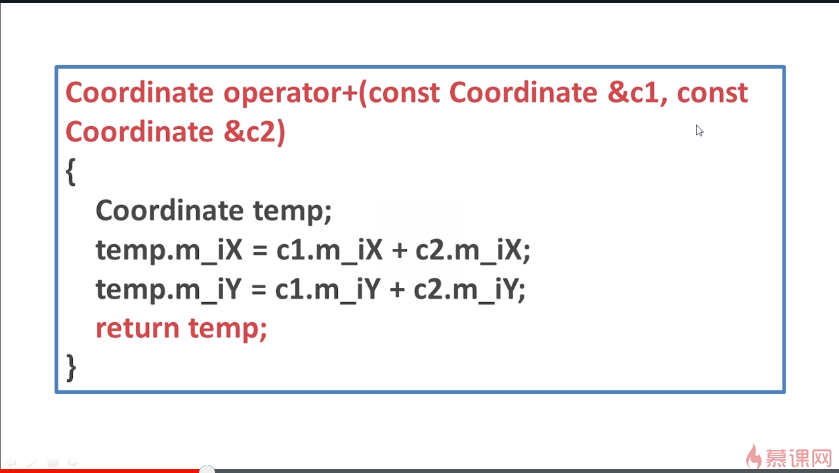 Coordinate operator+(const Coordinate &c1, const
Coordinate &c2)
{
Coordinate temp;
temp.m_iX = c1.m_iX + c2.m_iX;
temp.m_iY = c1.m_iY + c2.m_iY;
return temp;
}
慕课网